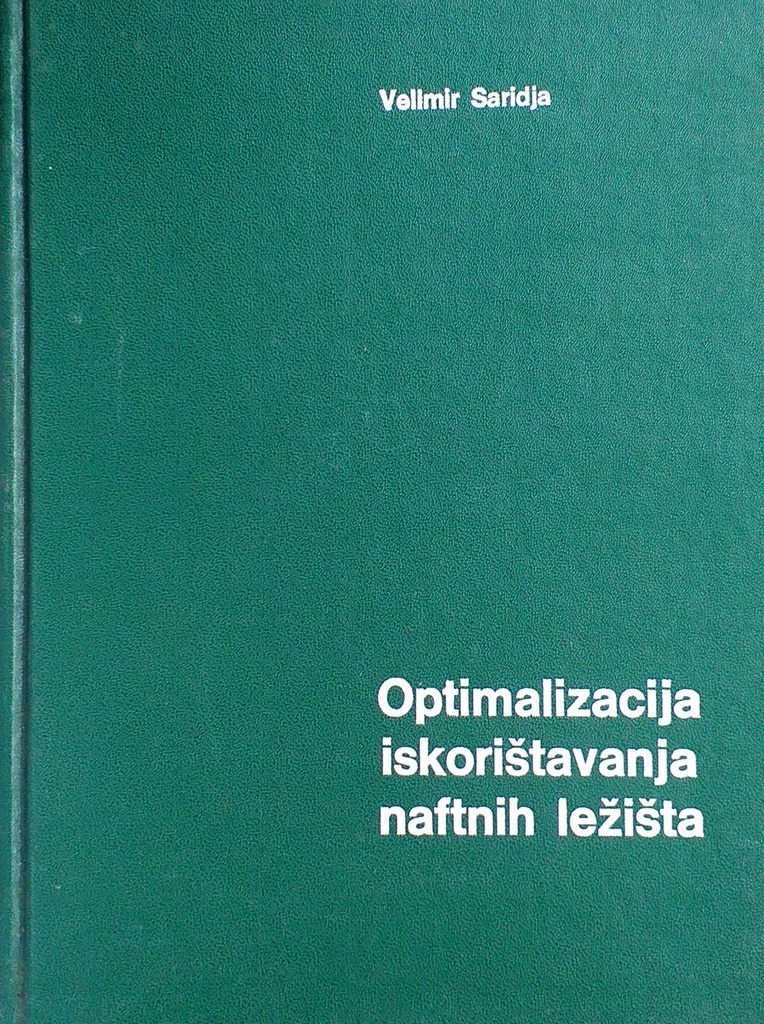 Velimir Saridja
Optimalizacija
iskorištavanja
naftnih ležišta